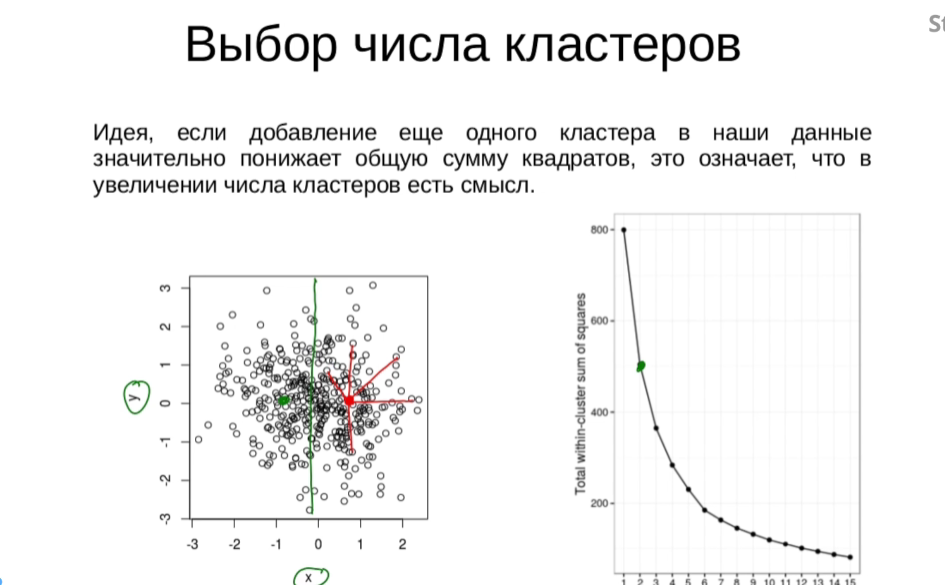 St
Выбор числа кластеров
Идея, если добавление еще одного кластера в наши данные
значительно понижает общую сумму квадратов, это означает, что в
увеличении числа кластеров есть смысл.
3
2
1
0
-1
-2
-3
y
-3 -2 -1 0 1 2
x
800
600
400
200
Total within-cluster sum of squares
1 2 3 4 5 6 7 8 9 10 11 12 13 14 15